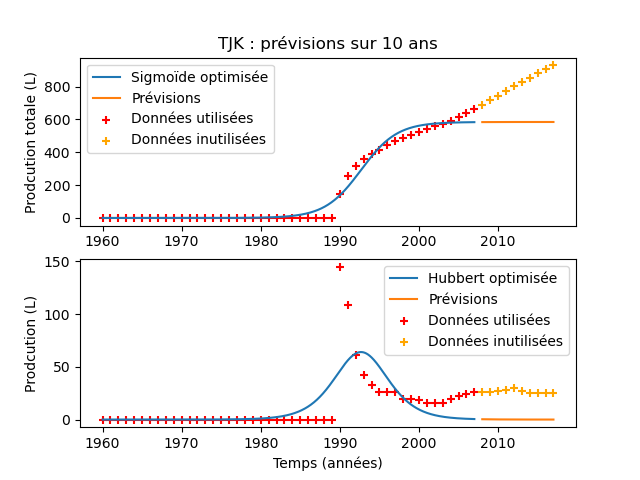 TJK : prévisions sur 10 ans
Prodcution totale (L)
800
600
400
200
0
Sigmoïde optimisée
Prévisions
Données utilisées
Données inutilisées
1960 1970 1980 1990 2000 2010
Prodcution (L)
150
100
50
0
Hubbert optimisée
Prévisions
Données utilisées
Données inutilisées
1960 1970 1980 1990 2000 2010
Temps (années)